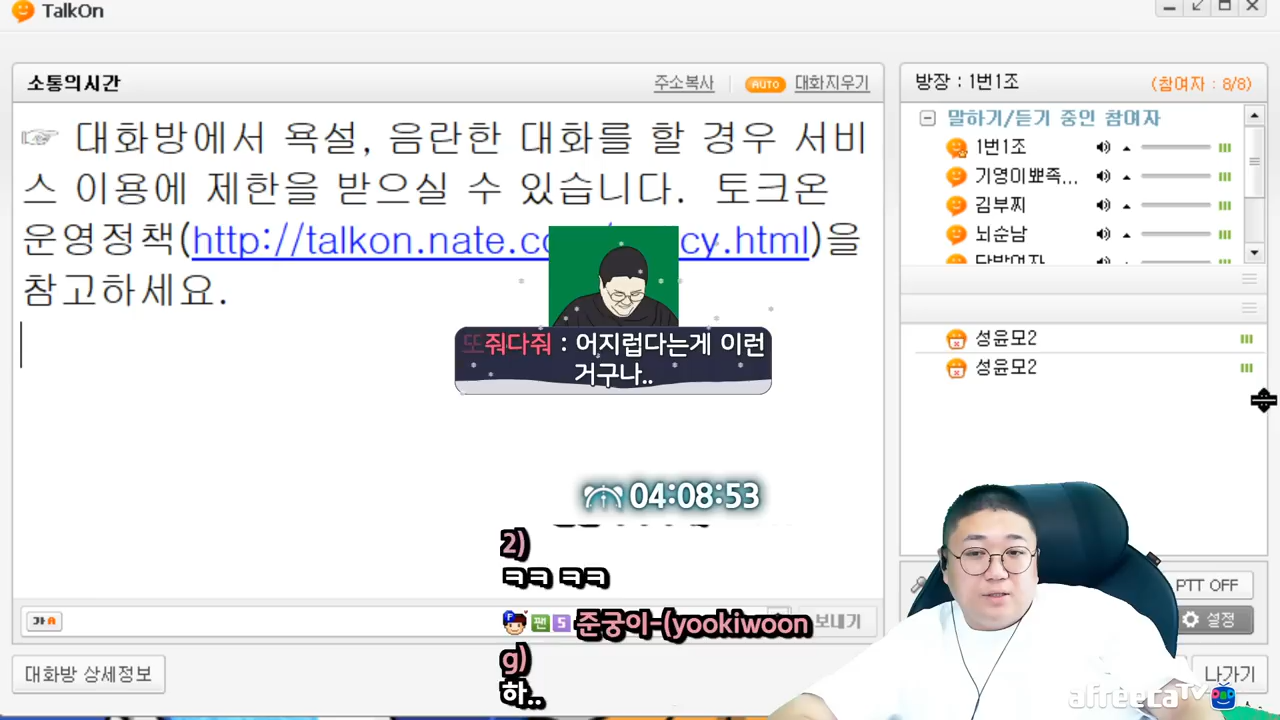 TalkOn
소통의시간
주소복사
AUTO
대화지우기
☞ 대화방에서 욕설, 음란한 대화를 할 경우 서비
스 이용에 제한을 받으실 수 있습니다. 토크온
운영정책(http://talkon.nate.co cy.html)을
참고하세요.
또줘다줘 : 어지럽다는게 이런
거구나..
04:08:53
2)
ㅋㅋ ㅋㅋ
F 팬 5 준궁이-(yookiwoon
g)
하..
가
보내기
대화방 상세정보
방장 : 1번1조
(참여자 : 8/8)
말하기/듣기 중인 참여자
1번1조
기영이뽀족...
김부찌
뇌순남
성윤모2
성윤모2
PTT OFF
설정
나가기
afreecaTV